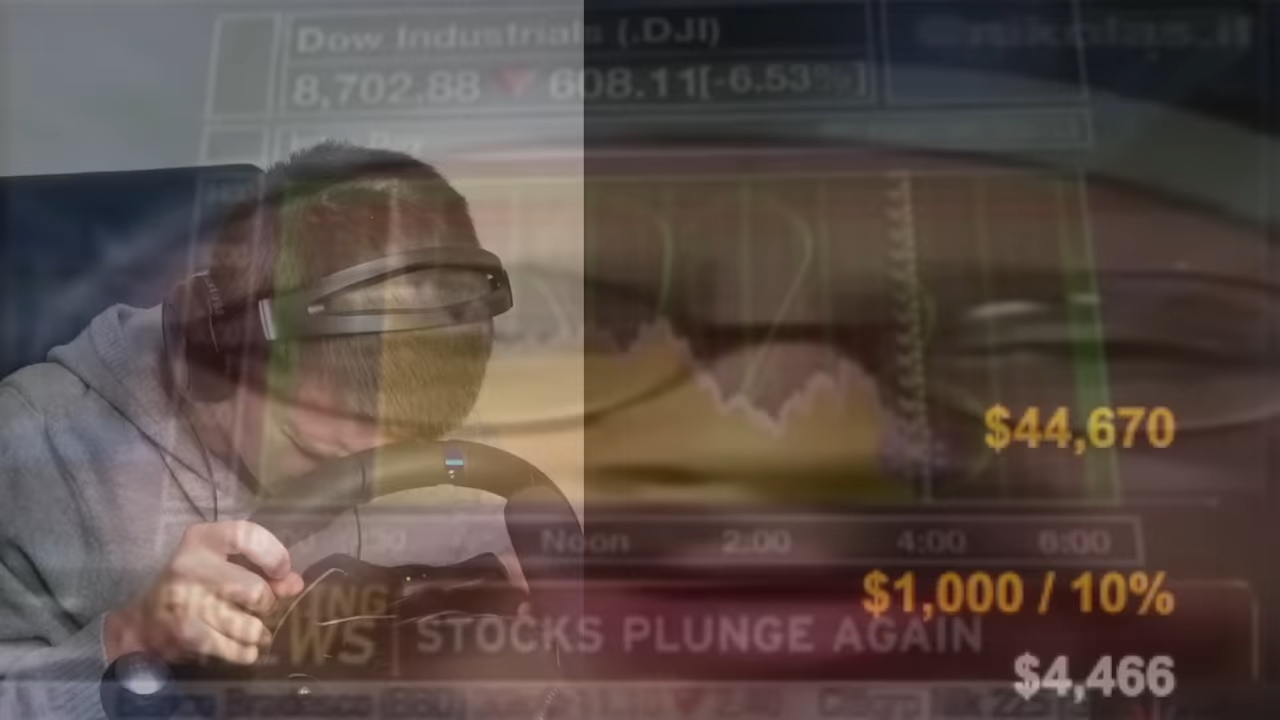 Dow Industrials (.DJI)
8,702.88 ▼ 608.11[-6.53%]
$44,670
Noon 2:00 4:00 6:00
$1,000 / 10%
NEWS STOCKS PLUNGE AGAIN
$4,466